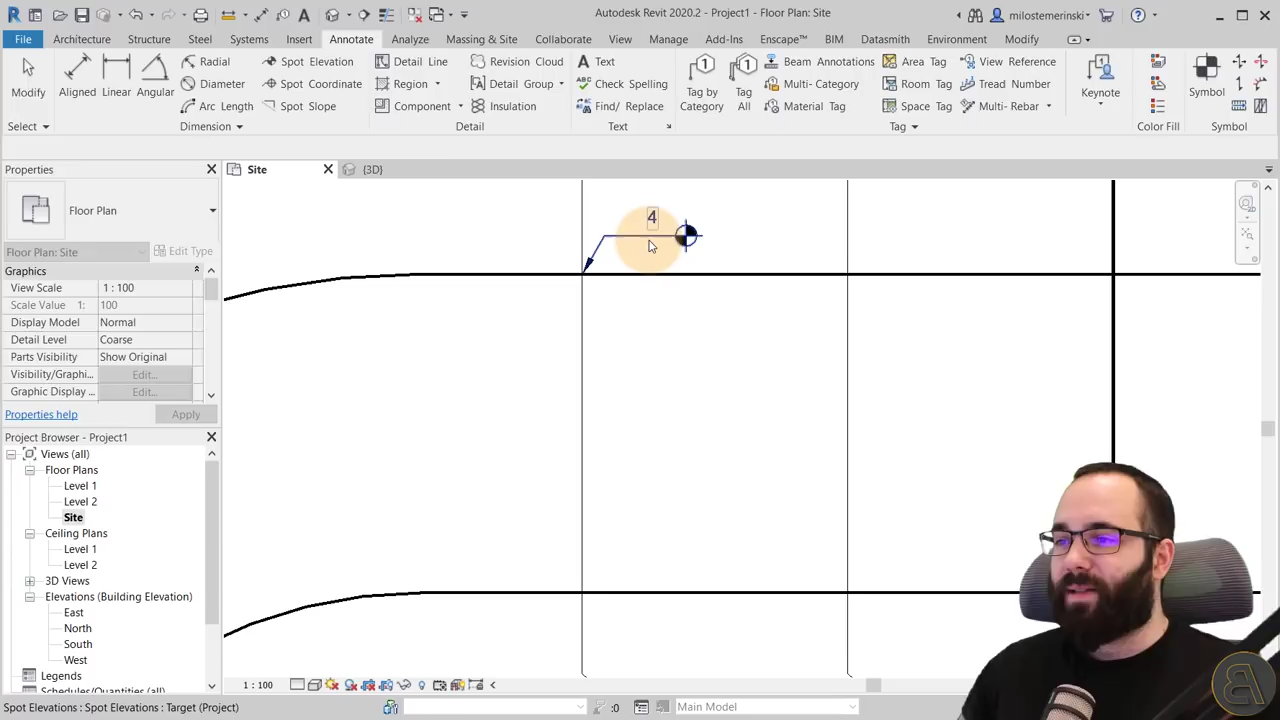 Autodesk Revit 2020.2 - Project1 - Floor Plan: Site
milostemerinski
File Architecture Structure Steel Systems Insert Annotate Analyze Massing & Site Collaborate View Manage Add-Ins Enscape™ BIM Datasmith Environment Modify
Modify Aligned Linear Angular
Radial Spot Elevation
Diameter Spot Coordinate
Arc Length Spot Slope
Detail Line Revision Cloud
Region Detail Group
Component Insulation
Text
Check Spelling
Find/ Replace
Tag by Category
Tag All
Beam Annotations Area Tag View Reference
Multi- Category Room Tag Tread Number
Material Tag Space Tag Multi- Rebar
Keynote
Symbol
Select Dimension Detail Text Tag Color Fill Symbol
Properties
Site {3D}
Floor Plan
Floor Plan: Site Edit Type
Graphics
View Scale 1 : 100
Scale Value 1: 100
Display Model Normal
Detail Level Coarse
Parts Visibility Show Original
Visibility/Graphi... Edit...
Graphic Display ... Edit...
Properties help Apply
4
Project Browser - Project1
Views (all)
Floor Plans
Level 1
Level 2
Site
Ceiling Plans
Level 1
Level 2
3D Views
Elevations (Building Elevation)
East
North
South
West
Legends
Schedules/Quantities (all)
1 : 100
Spot Elevations : Spot Elevations : Target (Project) :0 Main Model